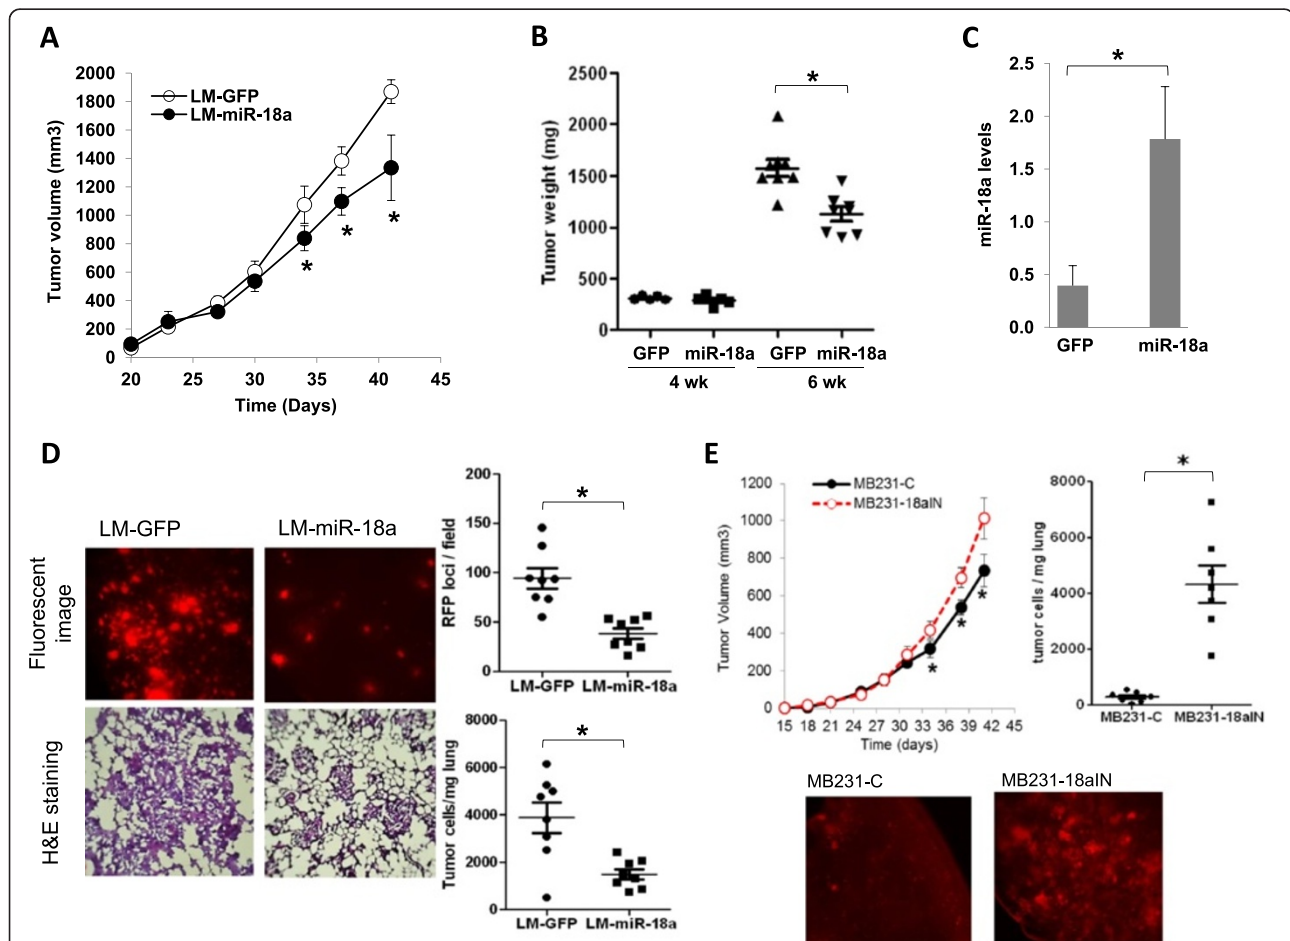 A
2000
1800
1600
1400
1200
1000
800
600
400
200
0
20
25
30
35
40
45
Tumor volume (mm3)
Time (Days)
LM-GFP
LM-miR-18a
*
*
*
B
2500
2000
1500
1000
500
0
Tumor weight (mg)
*
GFP miR-18a GFP miR-18a
4 wk 6 wk
C
2.5
2.0
1.5
1.0
0.5
0.0
miR-18a levels
*
GFP miR-18a
D
LM-GFP LM-miR-18a
Fluorescent
image
H&E staining
200
150
100
50
0
RFP loci / field
*
LM-GFP LM-miR-18a
8000
6000
4000
2000
0
Tumor cells/mg lung
*
LM-GFP LM-miR-18a
E
1200
1000
800
600
400
200
0
15 18 21 24 27 30 33 36 39 42 45
Tumor Volume (mm3)
Time (days)
MB231-C
MB231-18aIN
*
*
*
8000
6000
4000
2000
0
tumor cells / mg lung
*
MB231-C MB231-18aIN
MB231-C MB231-18aIN